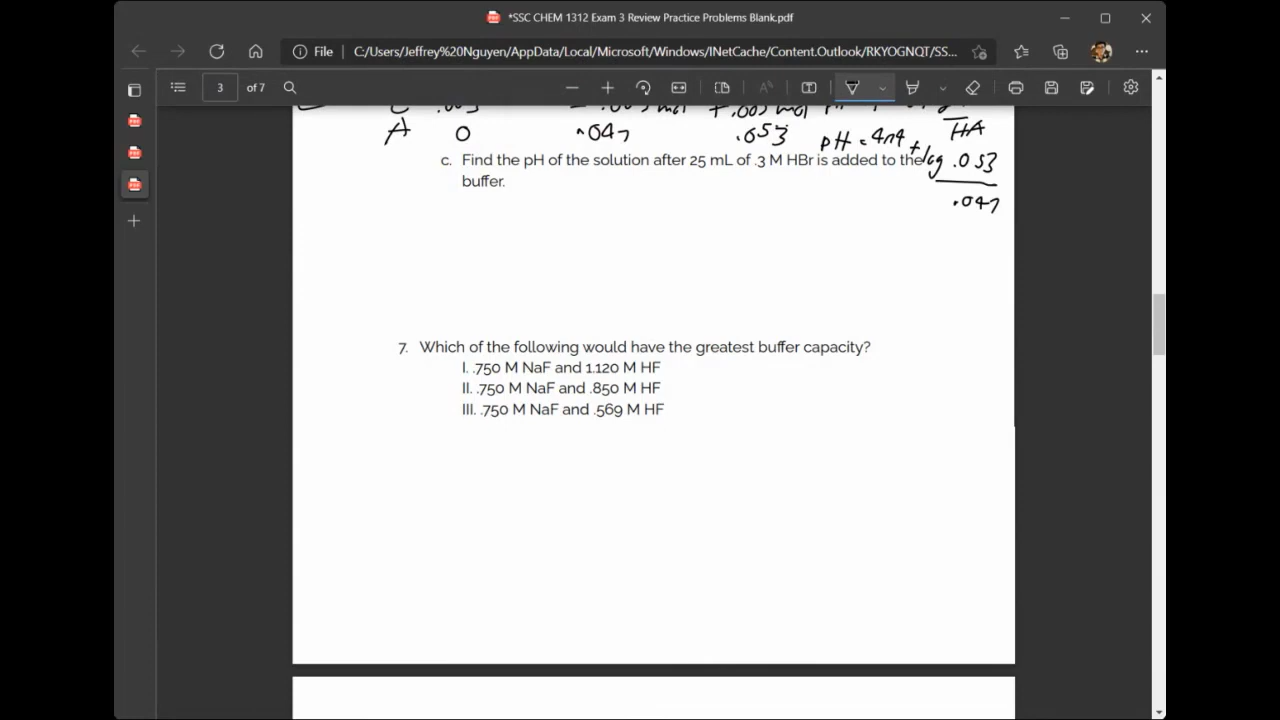 *SSC CHEM 1312 Exam 3 Review Practice Problems Blank.pdf
File C:/Users/Jeffrey%20Nguyen/AppData/Local/Microsoft/Windows/INetCache/Content.Outlook/RKYOGNQT/SS...
3 of 7
A 0 .047 .053 pH = 4.74 + log .053
HA
.047
c. Find the pH of the solution after 25 mL of .3 M HBr is added to the
buffer.
7. Which of the following would have the greatest buffer capacity?
I. .750 M NaF and 1.120 M HF
II. .750 M NaF and .850 M HF
III. .750 M NaF and .569 M HF